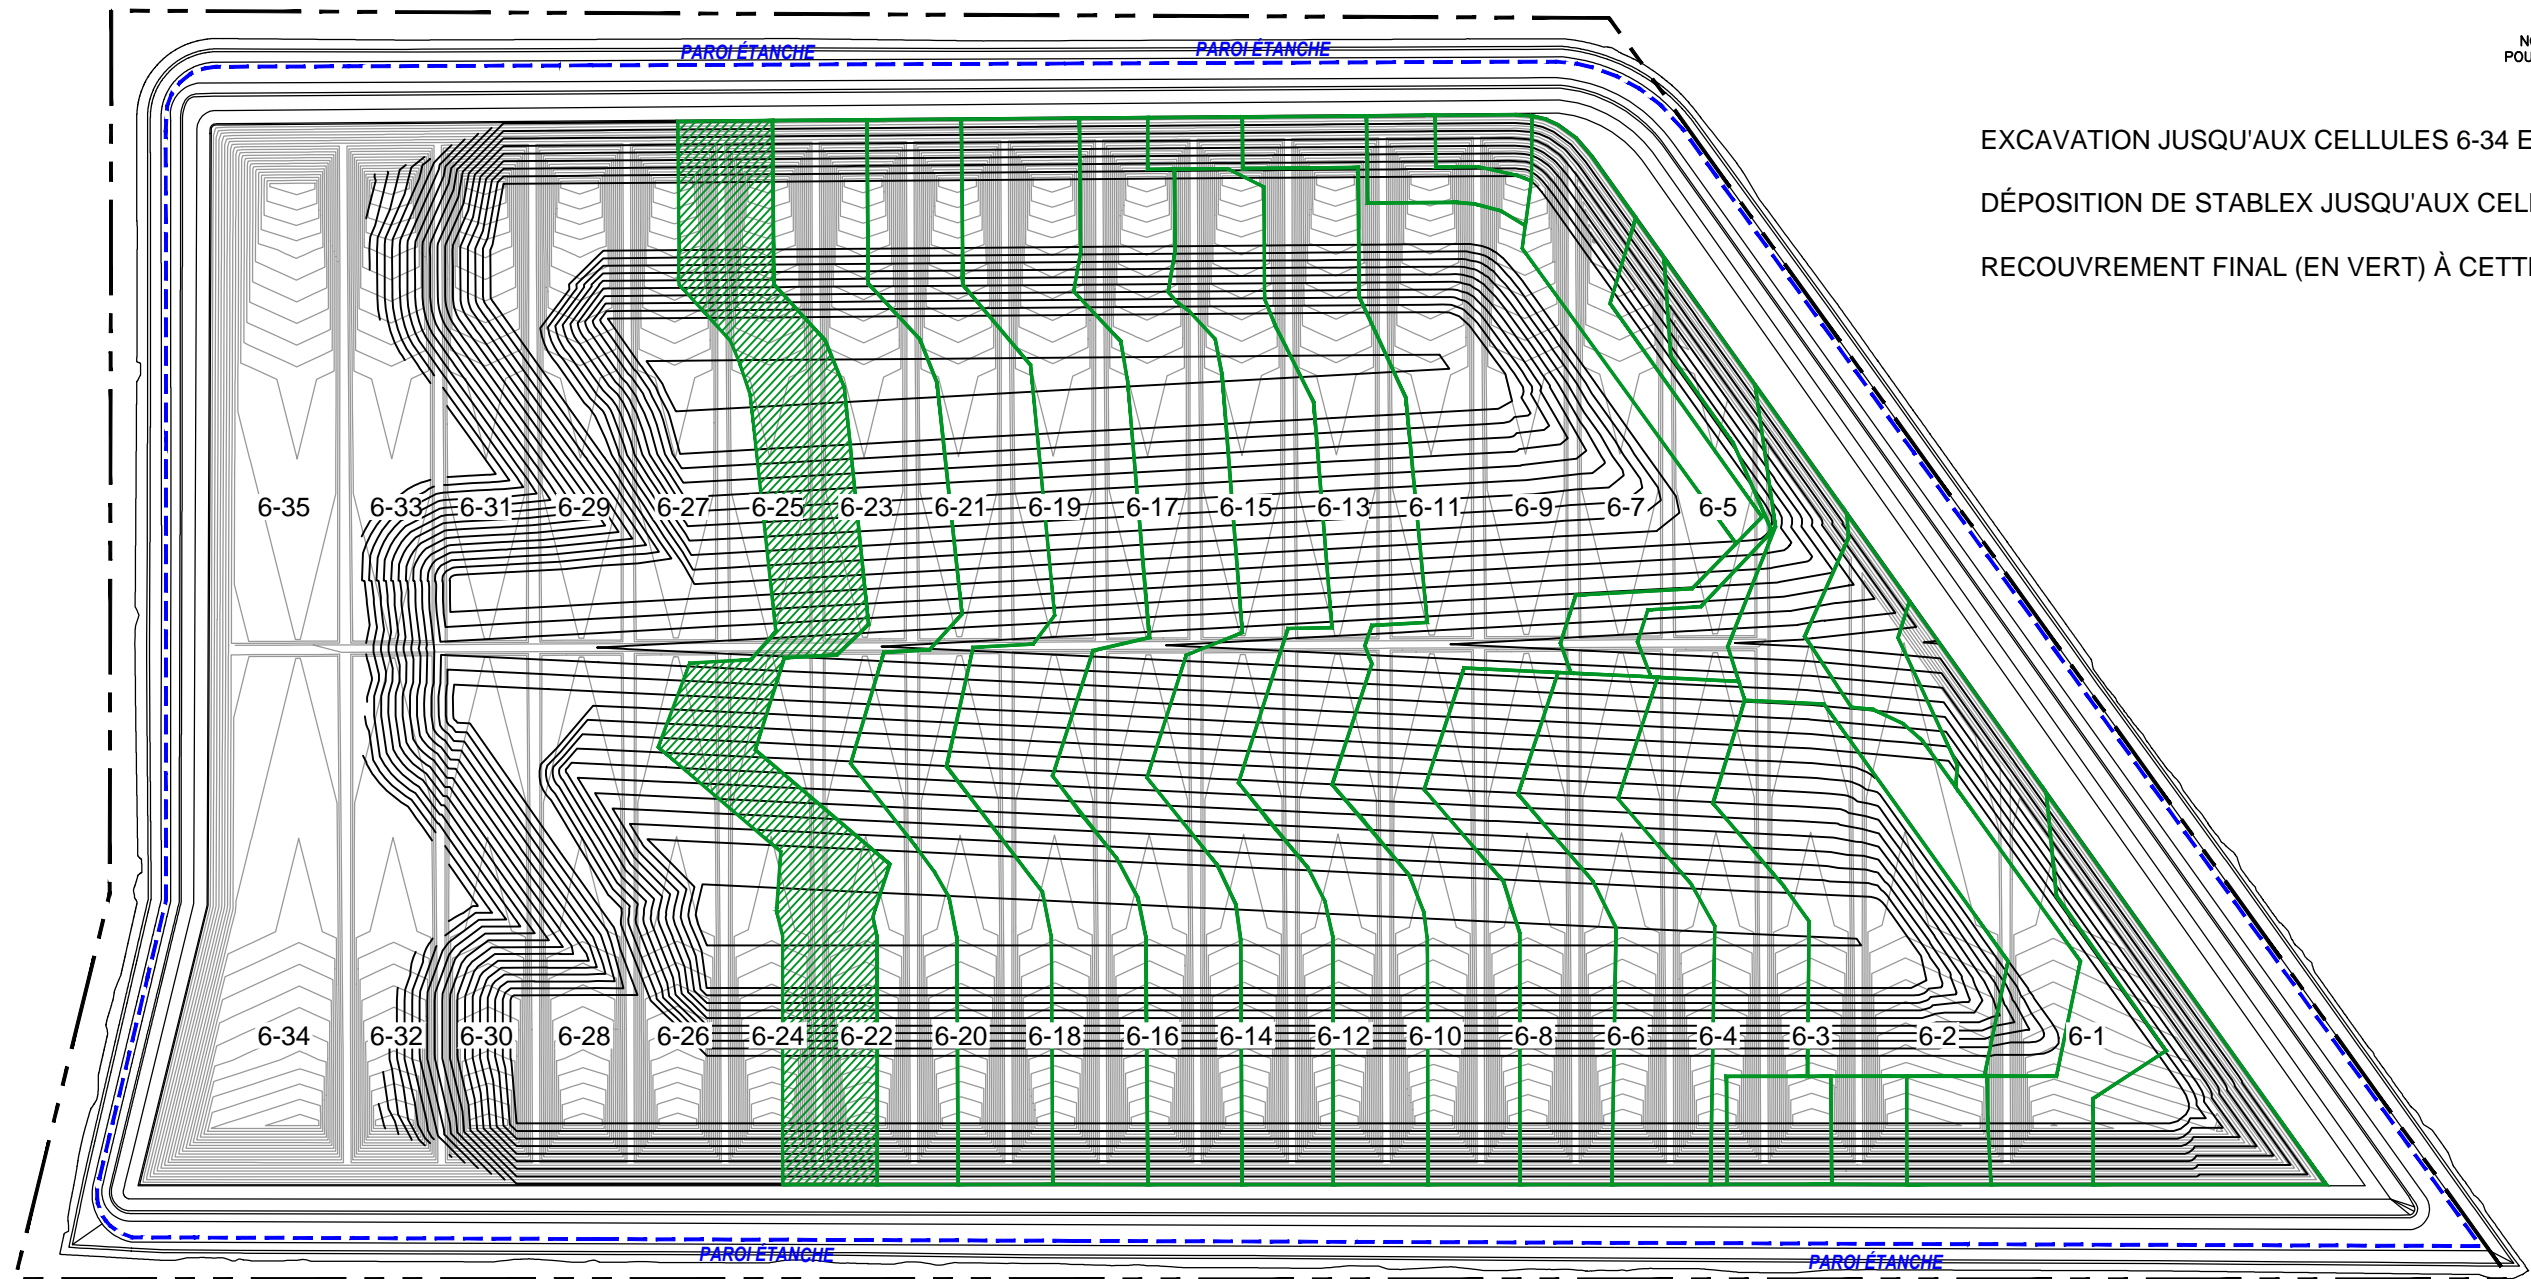 PAROI ÉTANCHE PAROI ÉTANCHE
EXCAVATION JUSQU'AUX CELLULES 6-34
DÉPOSITION DE STABLEX JUSQU'AUX
RECOUVREMENT FINAL (EN VERT) À
6-35 6-33 6-31 6-29 6-27 6-25 6-23 6-21 6-19 6-17 6-15 6-13 6-11 6-9 6-7 6-5
6-34 6-32 6-30 6-28 6-26 6-24 6-22 6-20 6-18 6-16 6-14 6-12 6-10 6-8 6-6 6-4 6-3 6-2 6-1
PAROI ÉTANCHE PAROI ÉTANCHE